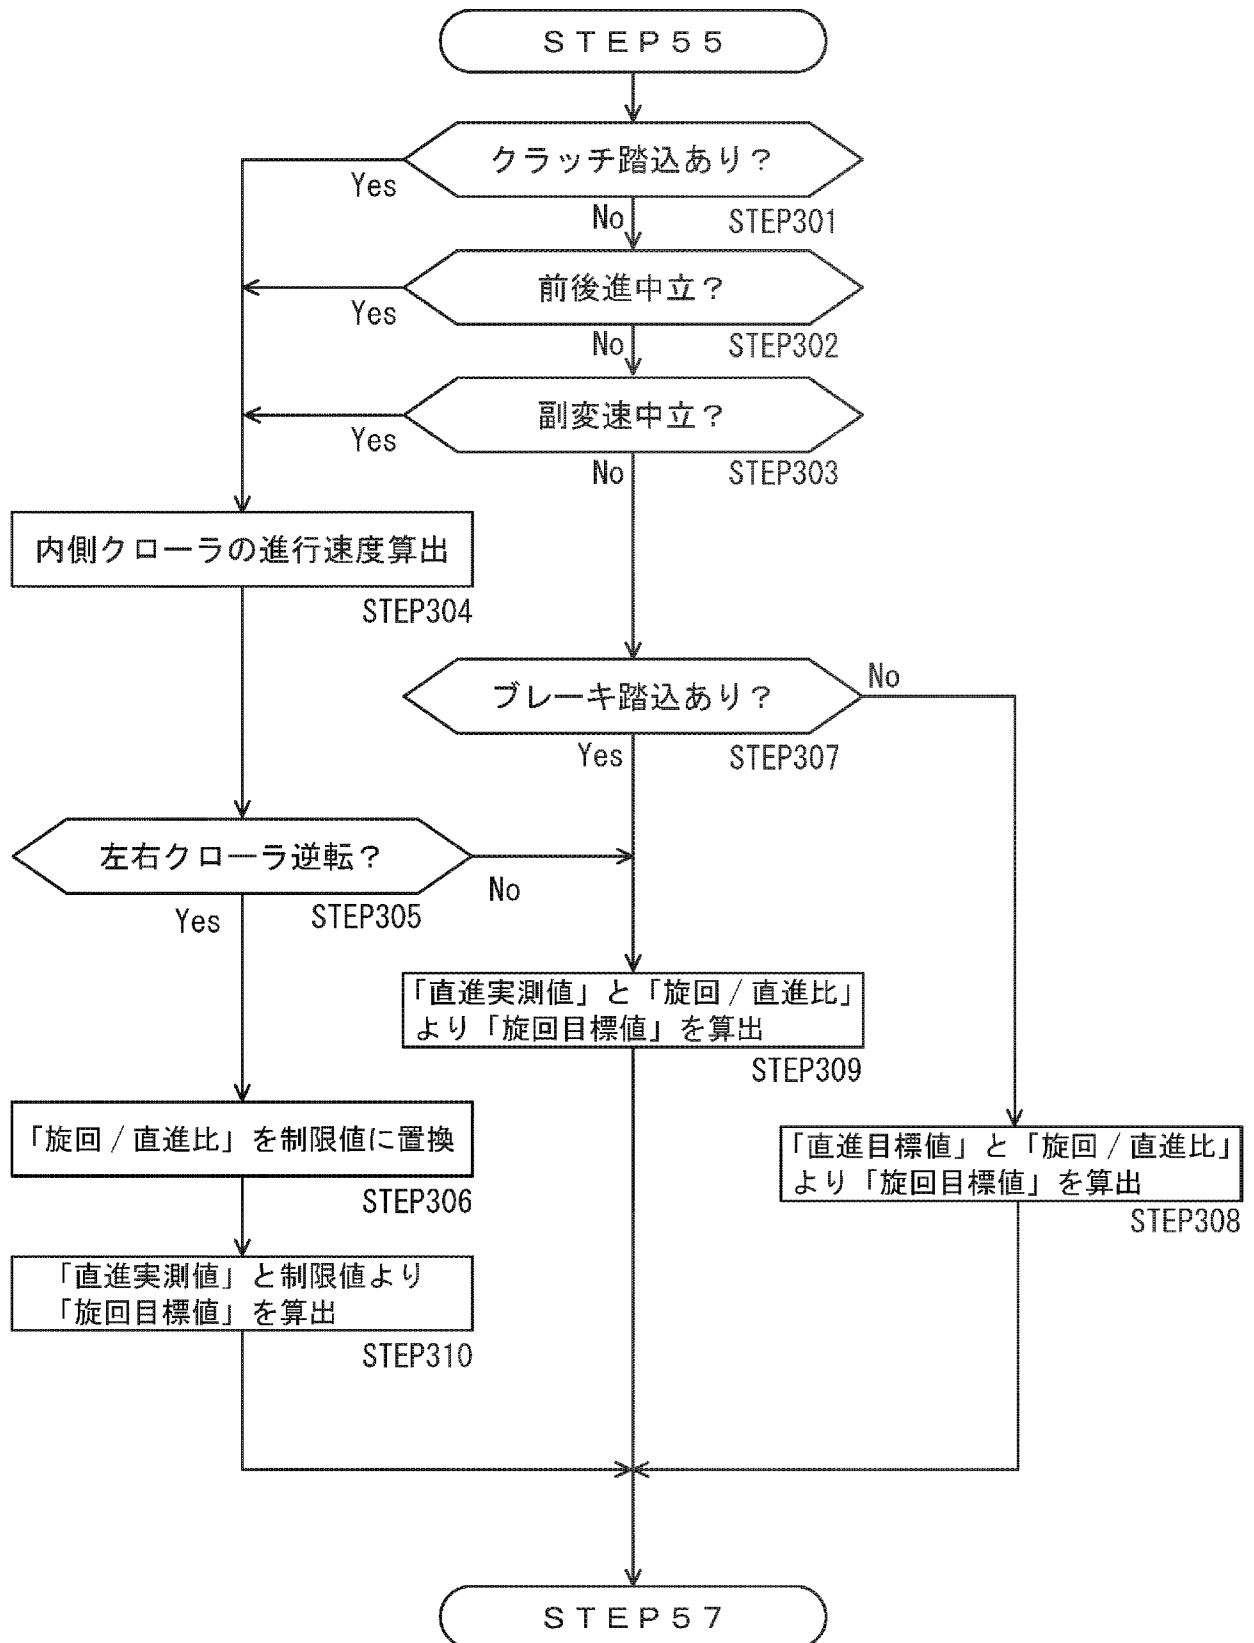 STEP55
クラッチ踏込あり?
Yes
No
STEP301
前後進中立?
Yes
No
STEP302
副変速中立?
Yes
No
STEP303
内側クローラの進行速度算出
STEP304
ブレーキ踏込あり?
No
Yes
STEP307
左右クローラ逆転?
No
Yes
STEP305
「直進実測値」と「旋回/直進比」
より「旋回目標値」を算出
STEP309
「旋回/直進比」を制限値に置換
STEP306
「直進目標値」と「旋回/直進比」
より「旋回目標値」を算出
STEP308
「直進実測値」と制限値より
「旋回目標値」を算出
STEP310
STEP57